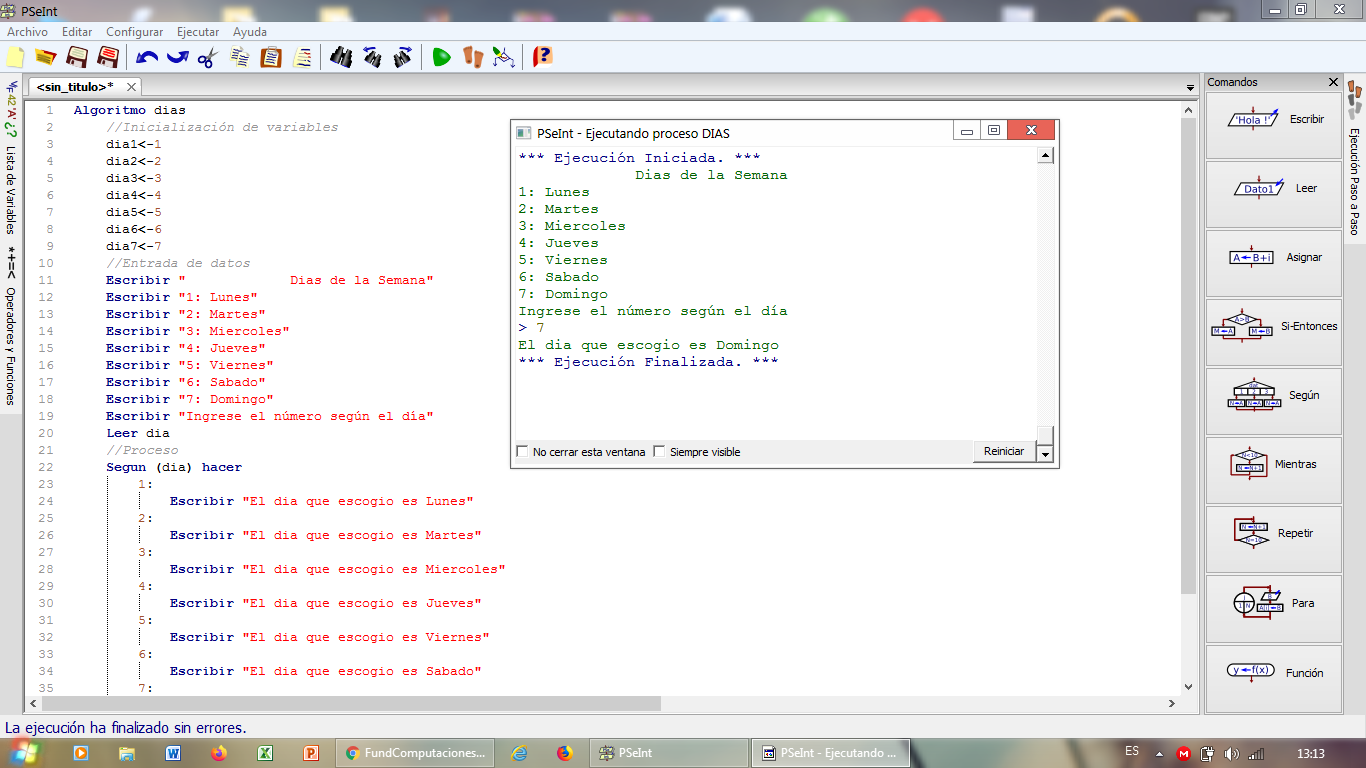 PSeInt
Archivo Editar Configurar Ejecutar Ayuda
<sin_titulo>*
Lista de Variables
Operadores y Funciones
1 Algoritmo dias
2 //Inicialización de variables
3 dia1<-1
4 dia2<-2
5 dia3<-3
6 dia4<-4
7 dia5<-5
8 dia6<-6
9 dia7<-7
10 //Entrada de datos
11 Escribir "             Dias de la Semana"
12 Escribir "1: Lunes"
13 Escribir "2: Martes"
14 Escribir "3: Miercoles"
15 Escribir "4: Jueves"
16 Escribir "5: Viernes"
17 Escribir "6: Sabado"
18 Escribir "7: Domingo"
19 Escribir "Ingrese el número según el día"
20 Leer dia
21 //Proceso
22 Segun (dia) hacer
23 1:
24 Escribir "El dia que escogio es Lunes"
25 2:
26 Escribir "El dia que escogio es Martes"
27 3:
28 Escribir "El dia que escogio es Miercoles"
29 4:
30 Escribir "El dia que escogio es Jueves"
31 5:
32 Escribir "El dia que escogio es Viernes"
33 6:
34 Escribir "El dia que escogio es Sabado"
35 7:
PSeInt - Ejecutando proceso DIAS
*** Ejecución Iniciada. ***
Dias de la Semana
1: Lunes
2: Martes
3: Miercoles
4: Jueves
5: Viernes
6: Sabado
7: Domingo
Ingrese el número según el día
> 7
El dia que escogio es Domingo
*** Ejecución Finalizada. ***
No cerrar esta ventana Siempre visible Reiniciar
Comandos
'Hola !' Escribir
Dato1 Leer
A←B+i Asignar
Si-Entonces
Según
Mientras
Repetir
Para
y←f(x) Función
Ejecución Paso a Paso
La ejecución ha finalizado sin errores.
FundComputaciones... PSeInt PSeInt - Ejecutando ... ES 13:13